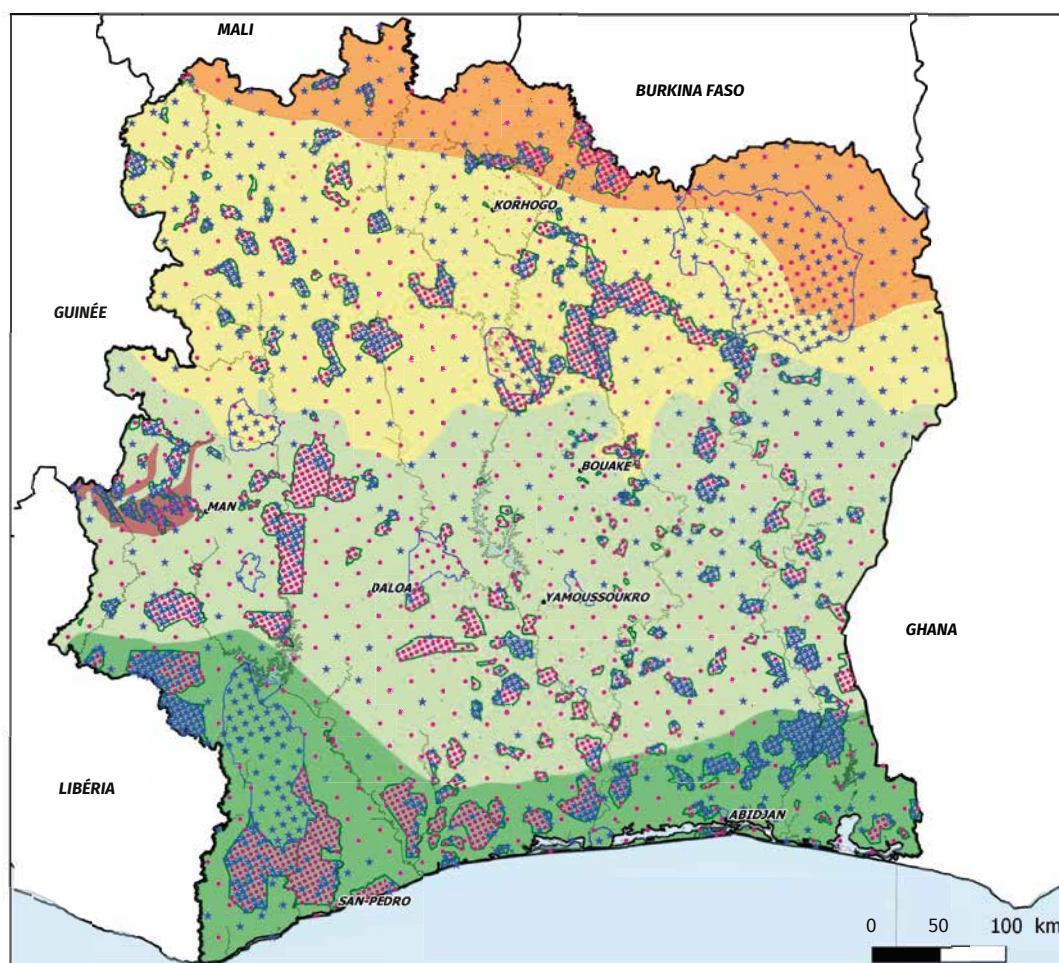 MALI
BURKINA FASO
KORHOGO
GUINÉE
BOUAKE
MAN
DALOA
YAMOUSSOUKRO
GHANA
LIBÉRIA
ABIDJAN
SAN-PEDRO
0 50 100 km